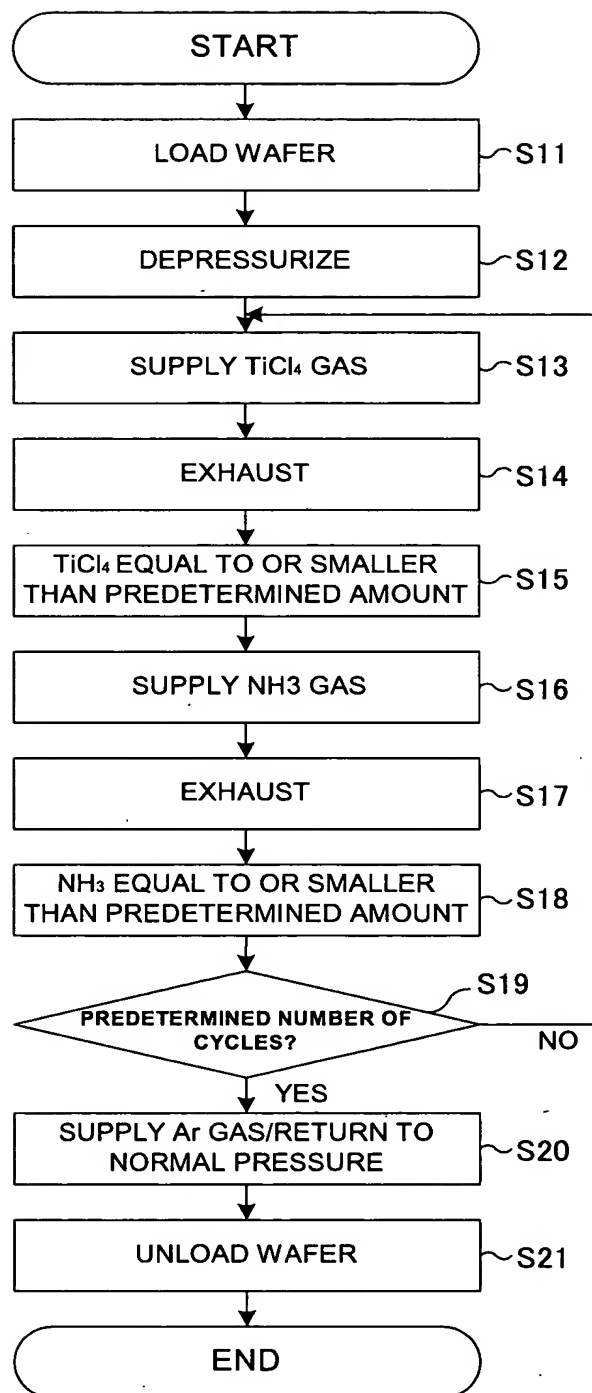 START
LOAD WAFER
S11
DEPRESSURIZE
S12
SUPPLY TiCl₄ GAS
S13
EXHAUST
S14
TiCl₄ EQUAL TO OR SMALLER
THAN PREDETERMINED AMOUNT
S15
SUPPLY NH3 GAS
S16
EXHAUST
S17
NH₃ EQUAL TO OR SMALLER
THAN PREDETERMINED AMOUNT
S18
S19
PREDETERMINED NUMBER OF
CYCLES?
NO
YES
SUPPLY Ar GAS/RETURN TO
NORMAL PRESSURE
S20
UNLOAD WAFER
S21
END